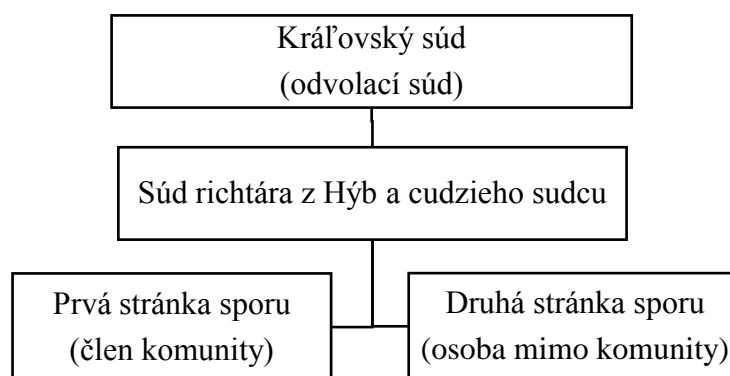 Kráľovský súd
(odvolací súd)
Súd richtára z Hýb a cudzieho sudcu
Prvá stránka sporu
(člen komunity)
Druhá stránka sporu
(osoba mimo komunity)